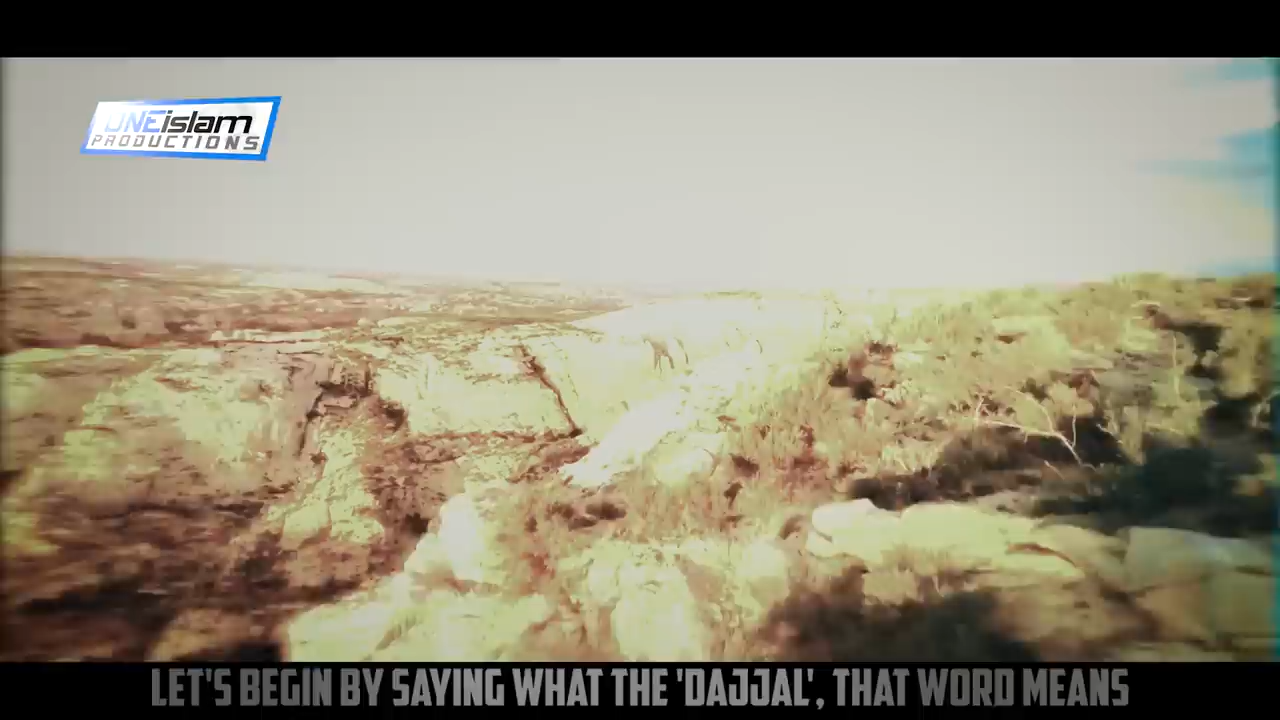 ONEislam
PRODUCTIONS
LET'S BEGIN BY SAYING WHAT THE 'DAJJAL', THAT WORD MEANS